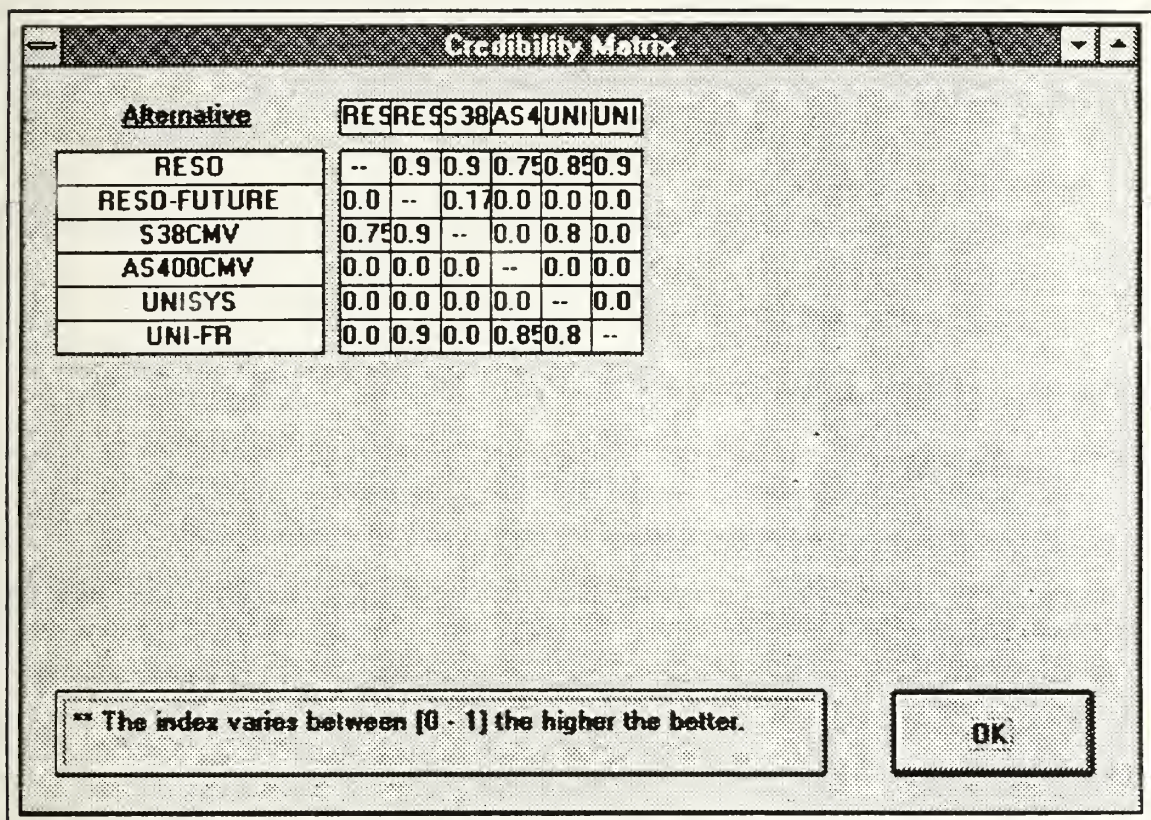 Credibility Matrix
Alternative RES RES S38 AS4 UNI UNI
RESO -- 0.9 0.9 0.75 0.85 0.9
RESO-FUTURE 0.0 -- 0.17 0.0 0.0 0.0
S38CMV 0.75 0.9 -- 0.0 0.8 0.0
AS400CMV 0.0 0.0 0.0 -- 0.0 0.0
UNISYS 0.0 0.0 0.0 0.0 -- 0.0
UNI-FR 0.0 0.9 0.0 0.85 0.8 --
** The index varies between [0 - 1] the higher the better.
OK